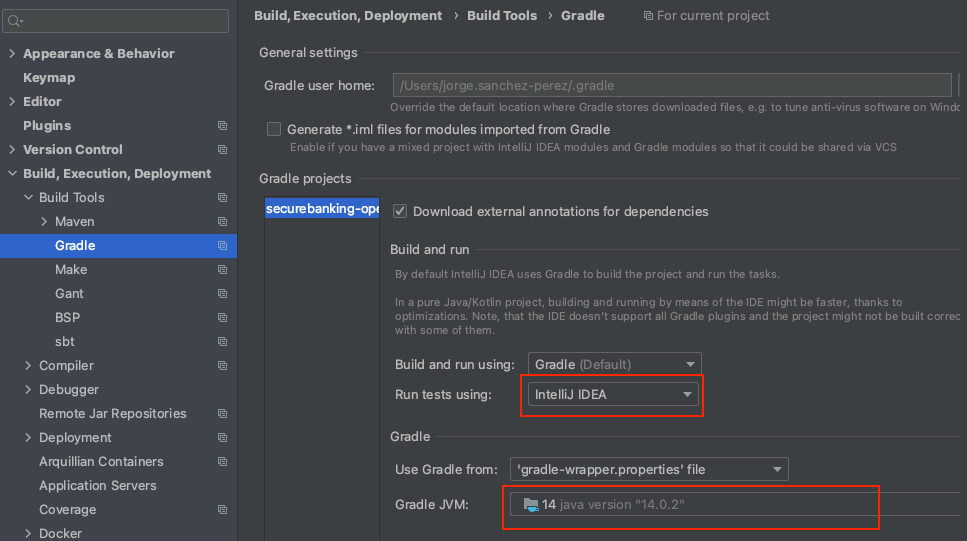 Appearance & Behavior
Keymap
Editor
Plugins
Version Control
Build, Execution, Deployment
Build Tools
Maven
Gradle
Make
Gant
BSP
sbt
Compiler
Debugger
Remote Jar Repositories
Deployment
Arquillian Containers
Application Servers
Coverage
Docker
Build, Execution, Deployment › Build Tools › Gradle For current project
General settings
Gradle user home: /Users/jorge.sanchez-perez/.gradle
Override the default location where Gradle stores downloaded files, e.g. to tune anti-virus software on Windo
Generate *.iml files for modules imported from Gradle
Enable if you have a mixed project with IntelliJ IDEA modules and Gradle modules so that it could be shared via VCS
Gradle projects
securebanking-ope
Download external annotations for dependencies
Build and run
By default IntelliJ IDEA uses Gradle to build the project and run the tasks.
In a pure Java/Kotlin project, building and running by means of the IDE might be faster, thanks to
optimizations. Note, that the IDE doesn't support all Gradle plugins and the project might not be built correc
with some of them.
Build and run using: Gradle (Default)
Run tests using: IntelliJ IDEA
Gradle
Use Gradle from: 'gradle-wrapper.properties' file
Gradle JVM: 14 java version "14.0.2"